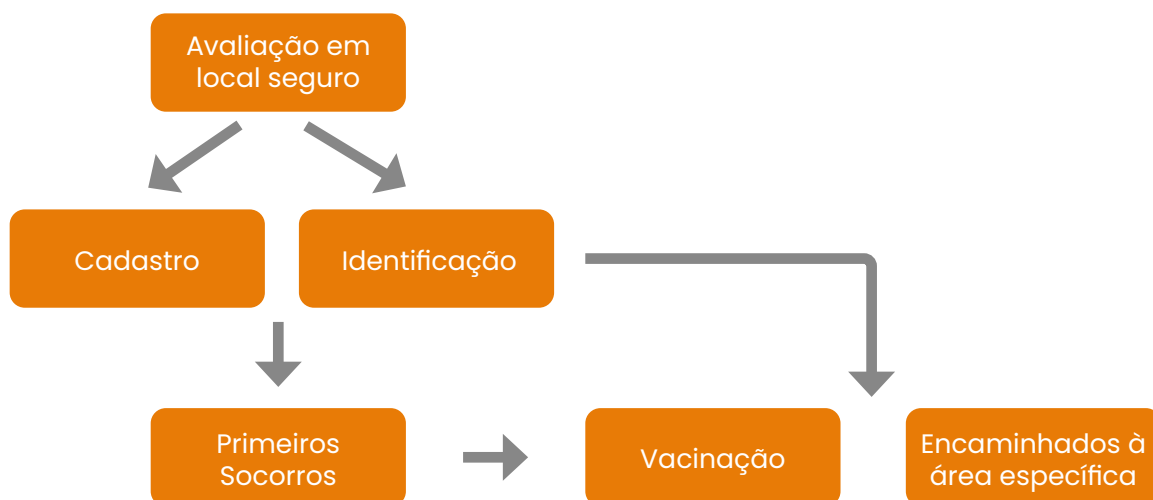 Avaliação em
local seguro
Cadastro
Identificação
Primeiros
Socorros
Vacinação
Encaminhados à
área específica